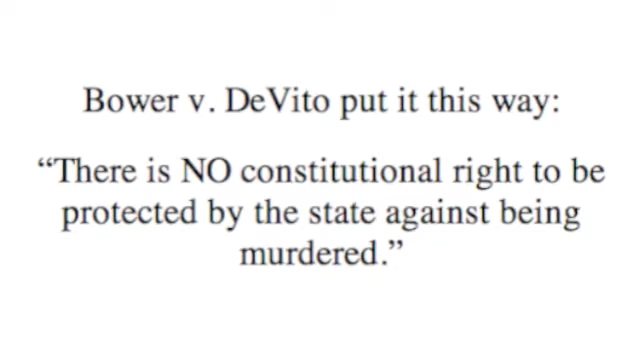 Bower v. DeVito put it this way:
“There is NO constitutional right to be
protected by the state against being
murdered.”